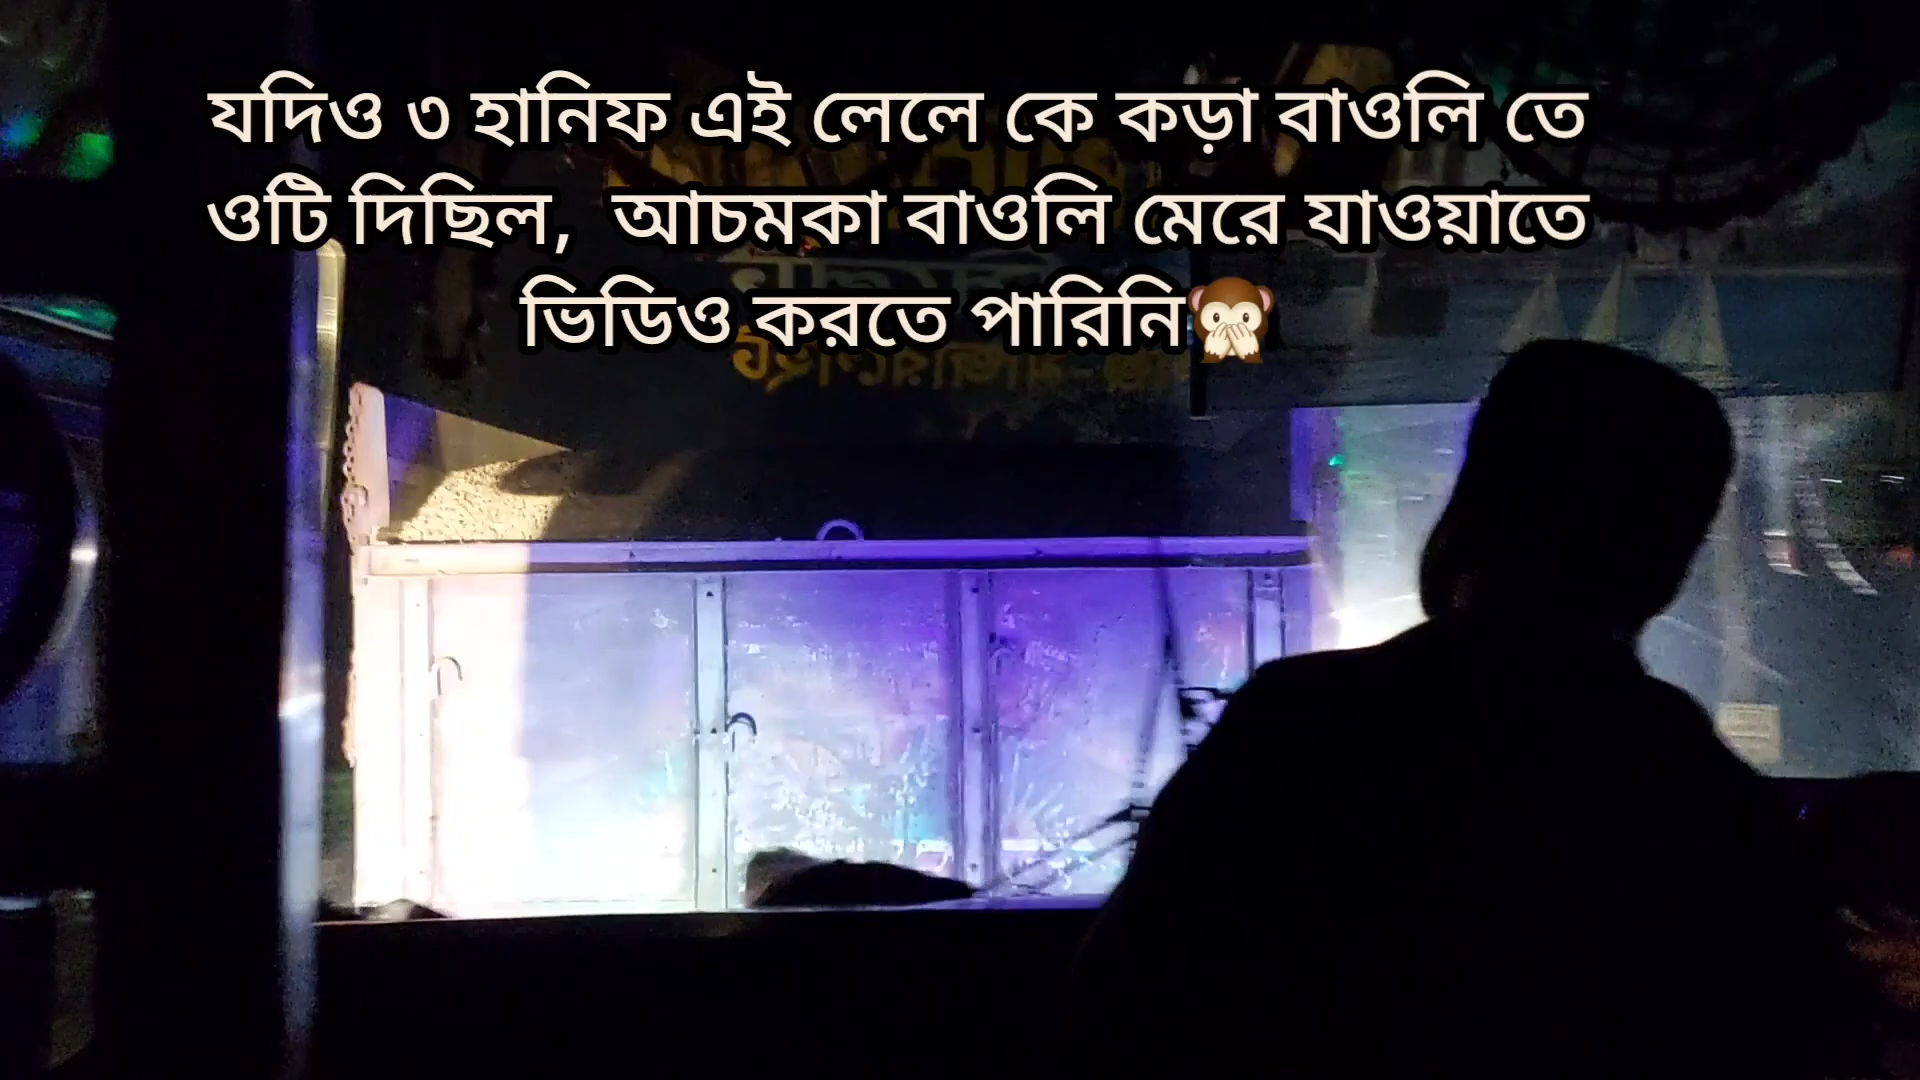 যদিও ৩ হানিফ এই লেলে কে কড়া বাওলি তে
ওটি দিছিল, আচমকা বাওলি মেরে যাওয়াতে
ভিডিও করতে পারিনি🙊